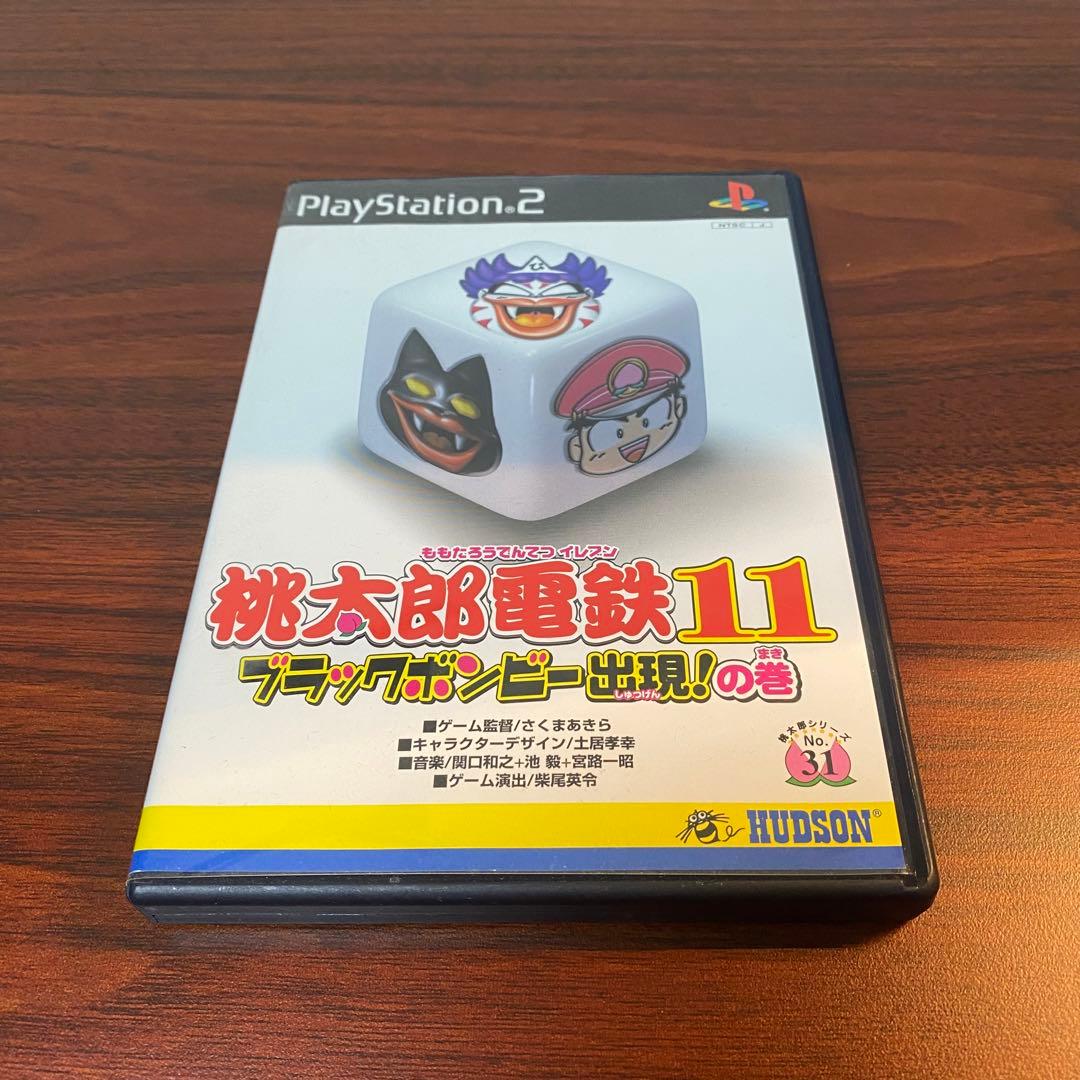 PlayStation®2
NTSC J
び
ももたろうでんてつ イレブン
桃太郎電鉄11
ブラックボンビー出現!の巻
しゅつげん
まき
■ゲーム監督/さくまあきら
■キャラクターデザイン/土居孝幸
■音楽/関口和之+池 毅+宮路一昭
■ゲーム演出/柴尾英令
桃太郎シリーズ
No.
31
HUDSON®